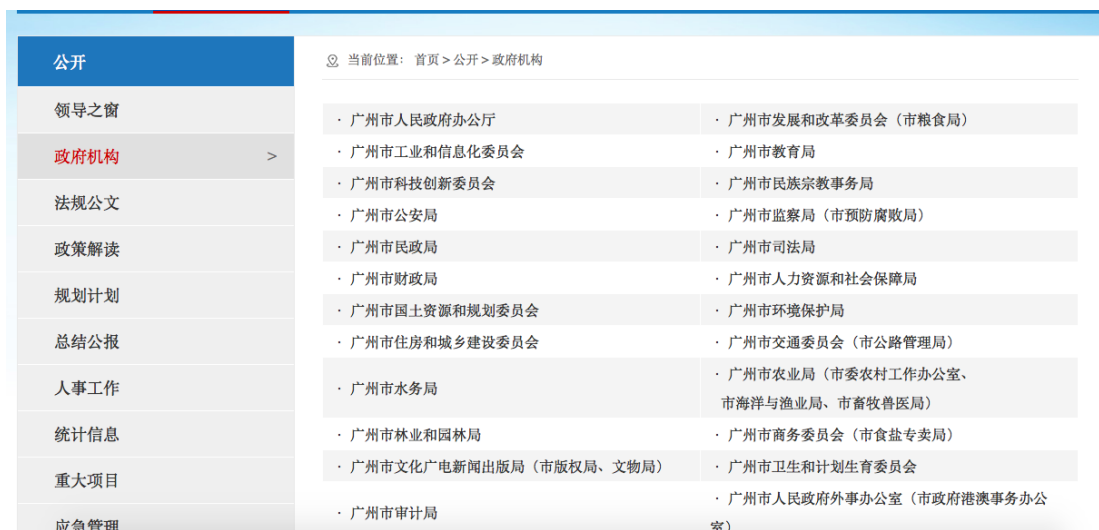 公开
领导之窗
政府机构 >
法规公文
政策解读
规划计划
总结公报
人事工作
统计信息
重大项目
应急管理
当前位置： 首页 > 公开 > 政府机构
· 广州市人民政府办公厅
· 广州市发展和改革委员会（市粮食局）
· 广州市工业和信息化委员会
· 广州市教育局
· 广州市科技创新委员会
· 广州市民族宗教事务局
· 广州市公安局
· 广州市监察局（市预防腐败局）
· 广州市民政局
· 广州市司法局
· 广州市财政局
· 广州市人力资源和社会保障局
· 广州市国土资源和规划委员会
· 广州市环境保护局
· 广州市住房和城乡建设委员会
· 广州市交通委员会（市公路管理局）
· 广州市水务局
· 广州市农业局（市委农村工作办公室、
市海洋与渔业局、市畜牧兽医局）
· 广州市林业和园林局
· 广州市商务委员会（市食盐专卖局）
· 广州市文化广电新闻出版局（市版权局、文物局）
· 广州市卫生和计划生育委员会
· 广州市审计局
· 广州市人民政府外事办公室（市政府港澳事务办公
室）